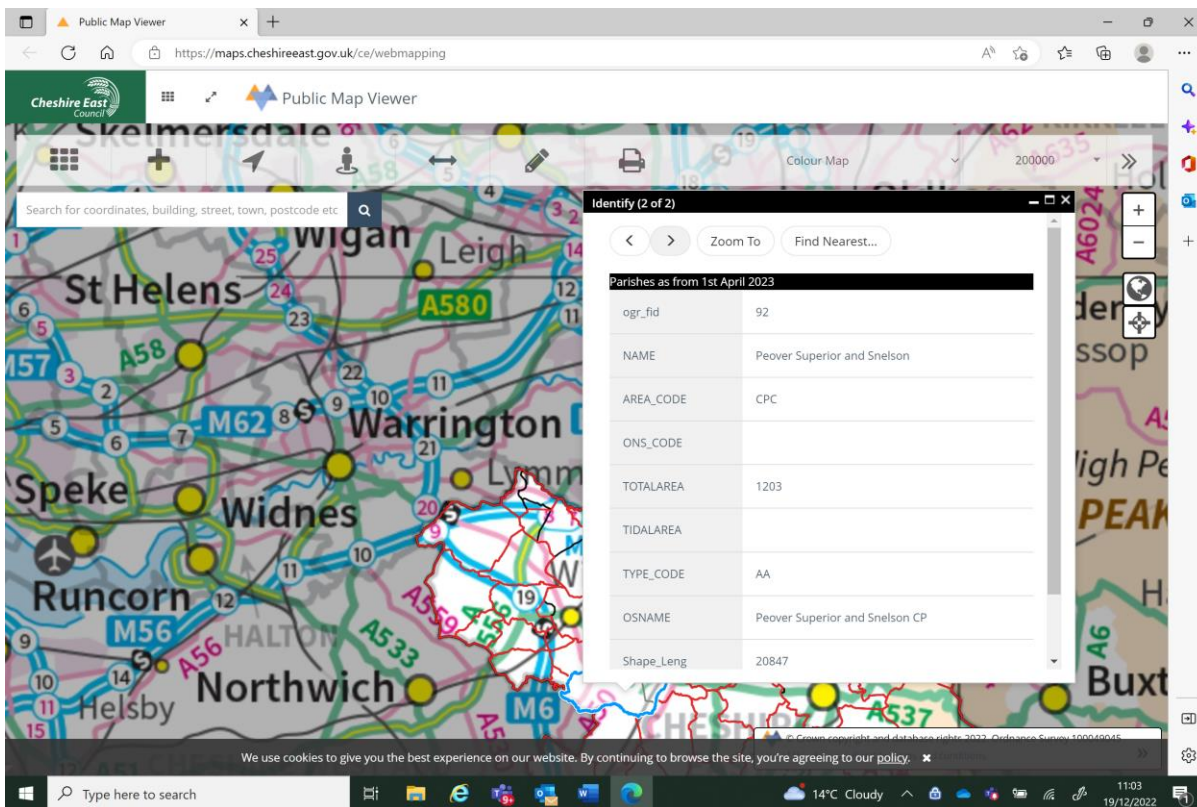 Public Map Viewer
https://maps.cheshireeast.gov.uk/ce/webmapping
Cheshire East
Council
Public Map Viewer
Skelmersdale
Colour Map
200000
Search for coordinates, building, street, town, postcode etc
Identify (2 of 2)
Zoom To
Find Nearest...
Parishes as from 1st April 2023
ogr_fid 92
NAME Peover Superior and Snelson
AREA_CODE CPC
ONS_CODE
TOTALAREA 1203
TIDALAREA
TYPE_CODE AA
OSNAME Peover Superior and Snelson CP
Shape_Leng 20847
Wigan
Leigh
A6024
St Helens
A580
A58
M62
Warrington
Lymm
Speke
Widnes
Runcorn
M56
A56
HALTON
A533
A559
A556
Northwich
Helsby
M6
A537
A6
Buxt
PEAK
We use cookies to give you the best experience on our website. By continuing to browse the site, you're agreeing to our policy.
Type here to search
14°C Cloudy
11:03
19/12/2022